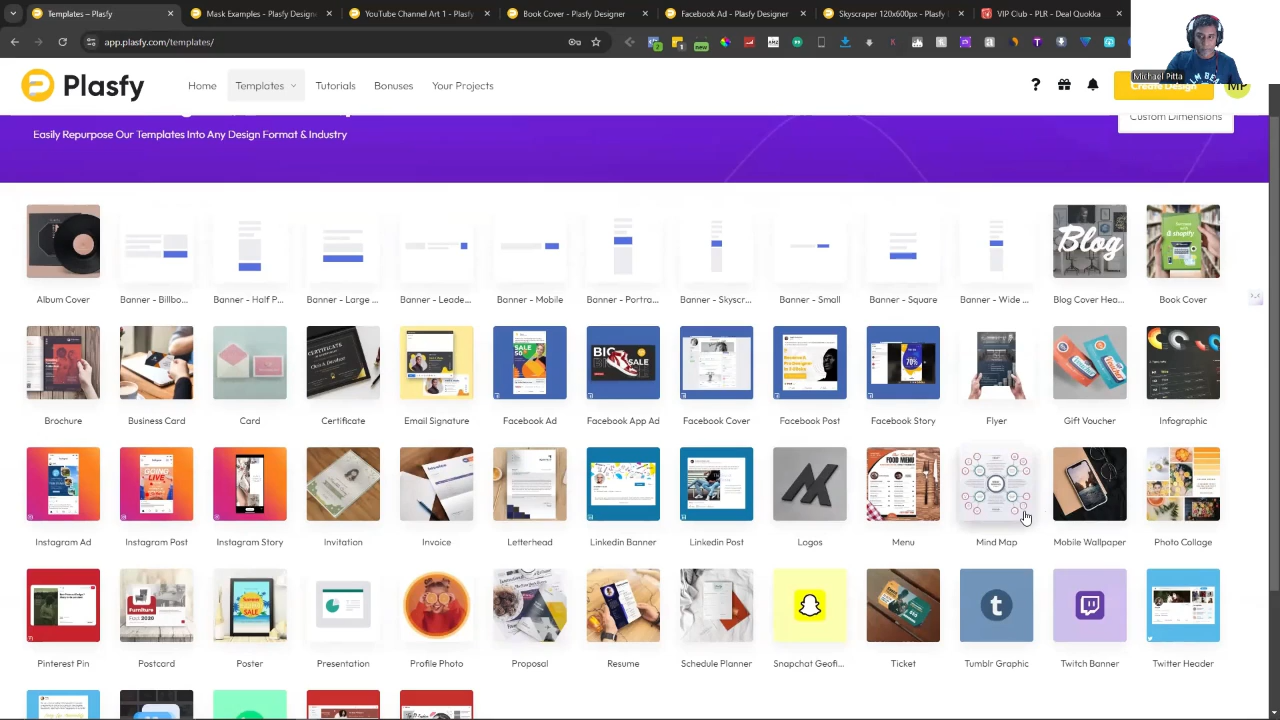 Templates – Plasfy
Mask Examples - Plasfy Designe
YouTube Channel Art 1 - Plasfy
Book Cover - Plasfy Designer
Facebook Ad - Plasfy Designer
Skyscraper 120x600px - Plasfy
VIP Club - PLR - Deal Quokka
app.plasfy.com/templates/
Michael Pitta
Plasfy
Home
Templates
Tutorials
Bonuses
Your Projects
Create Design
MP
Easily Repurpose Our Templates Into Any Design Format & Industry
Custom Dimensions
Blog
Album Cover
Banner - Billbo...
Banner - Half P...
Banner - Large ...
Banner - Leade...
Banner - Mobile
Banner - Portra...
Banner - Skyscr...
Banner - Small
Banner - Square
Banner - Wide ...
Blog Cover Hea...
Book Cover
Brochure
Business Card
Card
Certificate
Email Signature
Facebook Ad
Facebook App Ad
Facebook Cover
Facebook Post
Facebook Story
Flyer
Gift Voucher
Infographic
Instagram Ad
Instagram Post
Instagram Story
Invitation
Invoice
Letterhead
Linkedin Banner
Linkedin Post
Logos
Menu
Mind Map
Mobile Wallpaper
Photo Collage
Pinterest Pin
Postcard
Poster
Presentation
Profile Photo
Proposal
Resume
Schedule Planner
Snapchat Geofi...
Ticket
Tumblr Graphic
Twitch Banner
Twitter Header